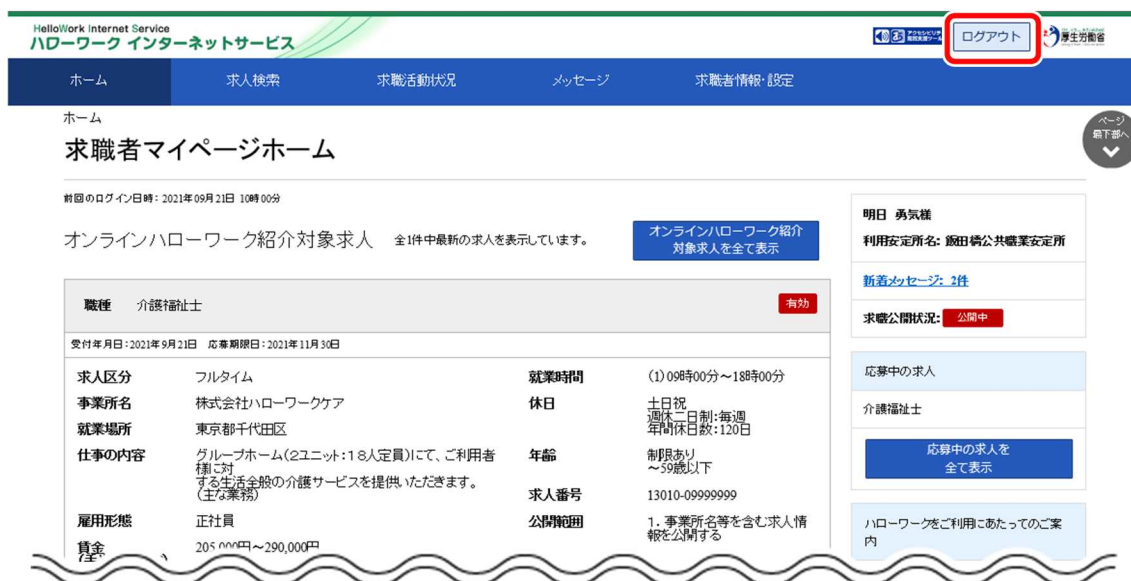 HelloWork Internet Service
ハローワーク インターネットサービス
ログアウト
厚生労働省
ホーム 求人検索 求職活動状況 メッセージ 求職者情報・設定
ホーム
ページ
最下部へ
求職者マイページホーム
前回のログイン日時：2021年09月21日 10時00分
オンラインハローワーク紹介対象求人 全1件中最新の求人を表示しています。
オンラインハローワーク紹介
対象求人を全て表示
職種 介護福祉士 有効
受付年月日：2021年9月21日 応募期限日：2021年11月30日
求人区分 フルタイム
事業所名 株式会社ハローワークケア
就業場所 東京都千代田区
仕事の内容 グループホーム(2ユニット：18人定員)にて、ご利用者
様に対
する生活全般の介護サービスを提供いただきます。
(主な業務)
雇用形態 正社員
賃金 205,000円～290,000円
就業時間 (1)09時00分～18時00分
休日 土日祝
週休二日制：毎週
年間休日数：120日
年齢 制限あり
～59歳以下
求人番号 13010-09999999
公開範囲 1．事業所名等を含む求人情
報を公開する
明日 勇気様
利用安定所名：飯田橋公共職業安定所
新着メッセージ：2件
求職公開状況： 公開中
応募中の求人
介護福祉士
応募中の求人を
全て表示
ハローワークをご利用にあたってのご案
内